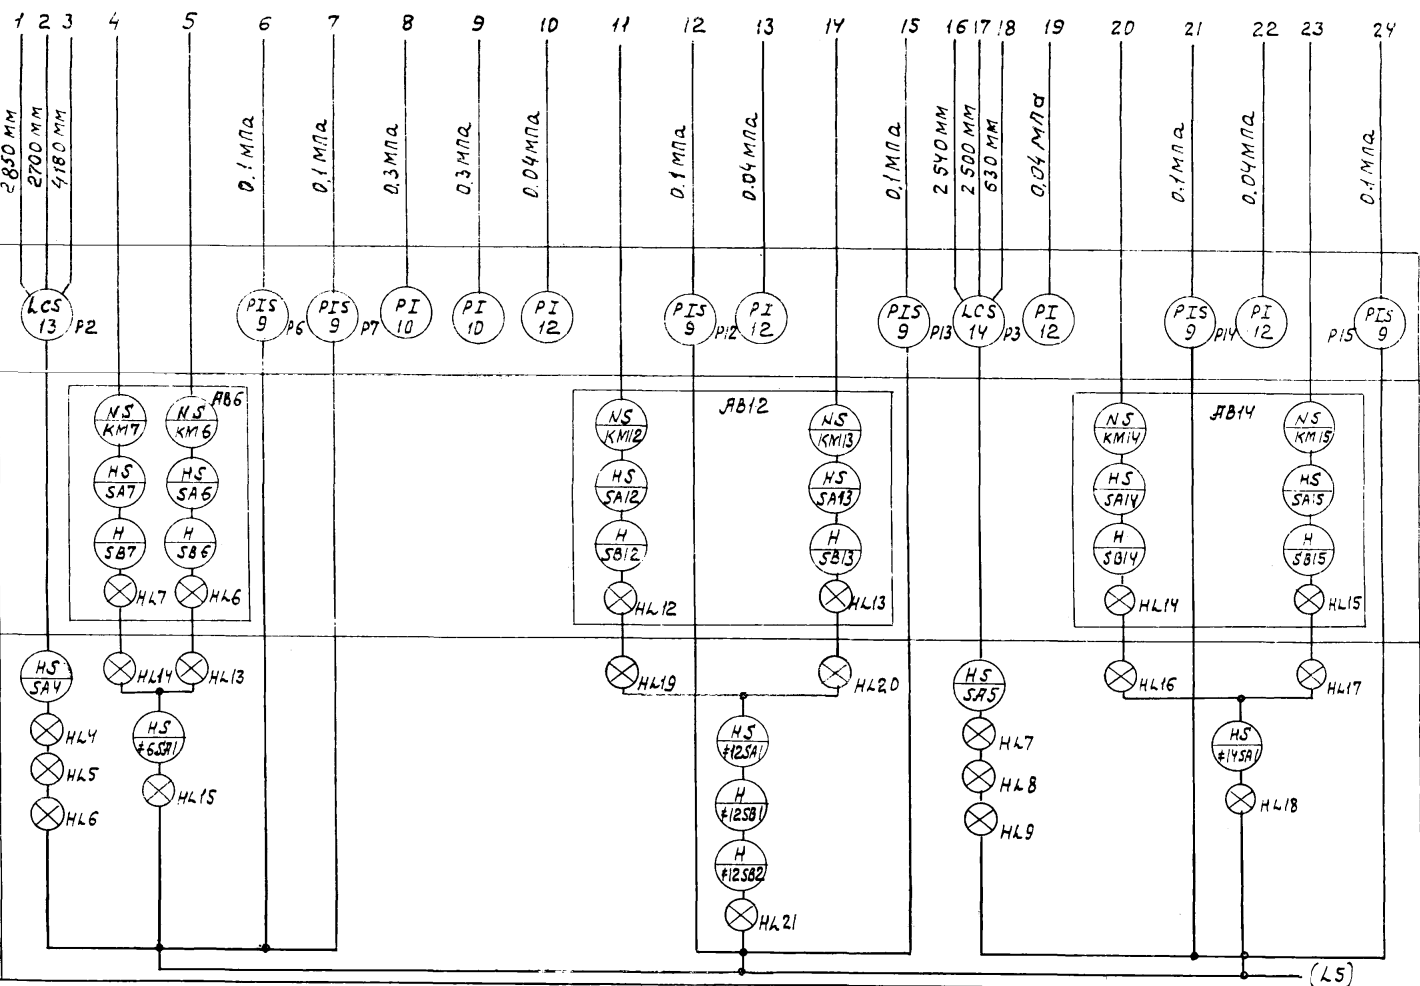 1 2 3 4 5 6 7 8 9 10 11 12 13 14 15 16 17 18 19 20 21 22 23 24
2850 мм
2700 мм
4180 мм
0,1 мПа
0,1 мПа
0,3 мПа
0,3 мПа
0.04 мПа
0.1 мПа
0.04 мПа
0,1 мПа
2540 мм
2500 мм
630 мм
0,04 мПа
0.1 мПа
0.04 мПа
0.1 мПа
LCS 13 P2
PIS 9 P6
PIS 9 P7
PI 10
PI 10
PI 12
PIS 9 P12
PI 12
PIS 9 P13
LCS 14 P3
PI 12
PIS 9 P14
PI 12
P15 PIS 9
ЯВ6
NS KM7
NS KM6
HS SA7
HS SA6
H SB7
H SB6
HL7
HL6
ЯВ12
NS KM12
NS KM13
HS SA12
HS SA13
H SB12
H SB13
HL12
HL13
ЯВ14
NS KM14
NS KM15
HS SA14
HS SA15
H SB14
H SB15
HL14
HL15
HS SA4
HL4
HL5
HL6
HL14
HL13
HS ≠6SA1
HL15
HL19
HL20
HS ≠12SA1
H ≠12SB1
H ≠12SB2
HL21
HS SA5
HL7
HL8
HL9
HL16
HL17
HS ≠14SA1
HL18
(L5)